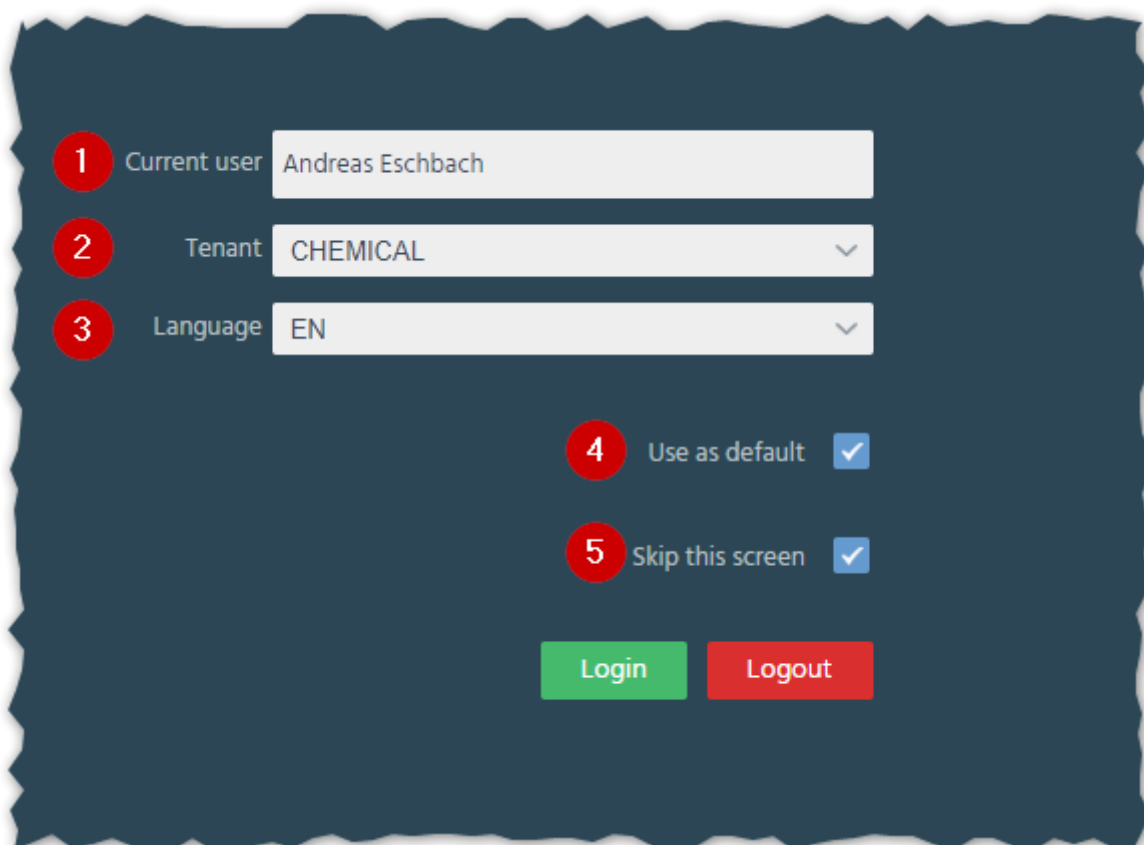 1 Current user Andreas Eschbach
2 Tenant CHEMICAL
3 Language EN
4 Use as default
5 Skip this screen
Login Logout